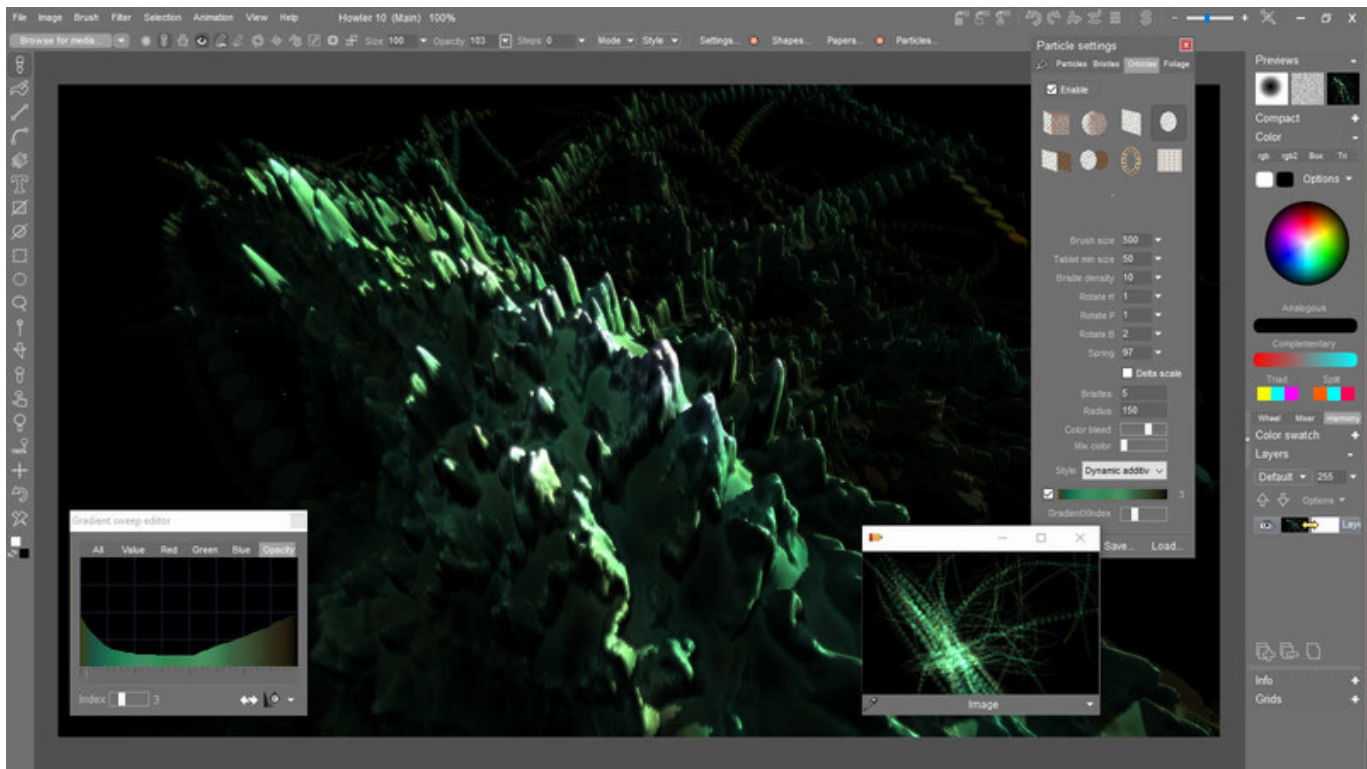 File Image Brush Filter Selection Animation View Help Howler 10 (Main) 100%
Browse for media... Size 100 Opacity 103 Steps 0 Mode Style Settings... Shapes... Papers... Particles...
Particle settings
Particles Bristles Orbicles Foliage
Enable
Brush size 500
Tablet min size 50
Bristle density 10
Rotate H 1
Rotate P 1
Rotate B 2
Spring 97
Delta scale
Bristles 5
Radius 150
Color bleed
Mix color
Style Dynamic additiv
3
GradientXIndex
Save... Load...
Previews
Compact
Color
rgb rgb2 Box Tri
Options
Analogous
Complementary
Triad Split
Wheel Mixer Harmony
Color swatch
Layers
Default 255
Options
Laye
Info
Grids
Gradient sweep editor
All Value Red Green Blue Opacity
Index 3
Image